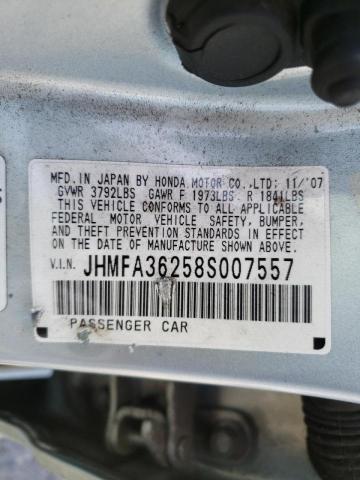 MFD. IN JAPAN BY HONDA MOTOR CO., LTD: 11/'07
GVWR 3792LBS GAWR F 1973LBS R 1841LBS
THIS VEHICLE CONFORMS TO ALL APPLICABLE
FEDERAL MOTOR VEHICLE SAFETY, BUMPER,
AND THEFT PREVENTION STANDARDS IN EFFECT
ON THE DATE OF MANUFACTURE SHOWN ABOVE.
V.I.N. JHMFA36258S007557
PASSENGER CAR